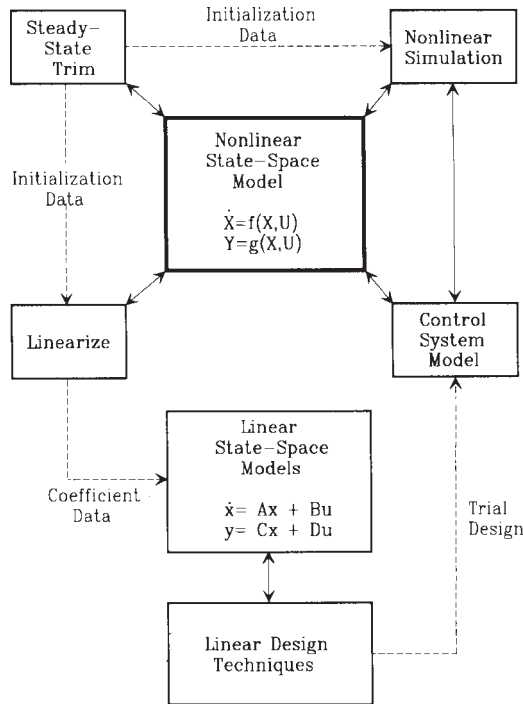 Steady-
State
Trim
Initialization
Data
Nonlinear
Simulation
Nonlinear
State-Space
Model
Ẋ=f(X,U)
Y=g(X,U)
Initialization
Data
Linearize
Control
System
Model
Linear
State-Space
Models
ẋ= Ax + Bu
y= Cx + Du
Coefficient
Data
Trial
Design
Linear Design
Techniques